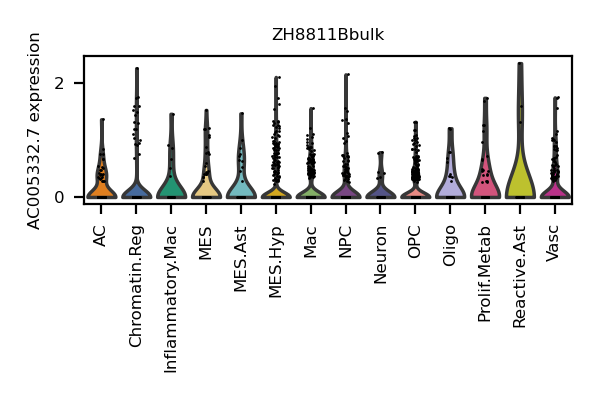 ZH8811Bbulk
AC005332.7 expression
2
0
AC
Chromatin.Reg
Inflammatory.Mac
MES
MES.Ast
MES.Hyp
Mac
NPC
Neuron
OPC
Oligo
Prolif.Metab
Reactive.Ast
Vasc